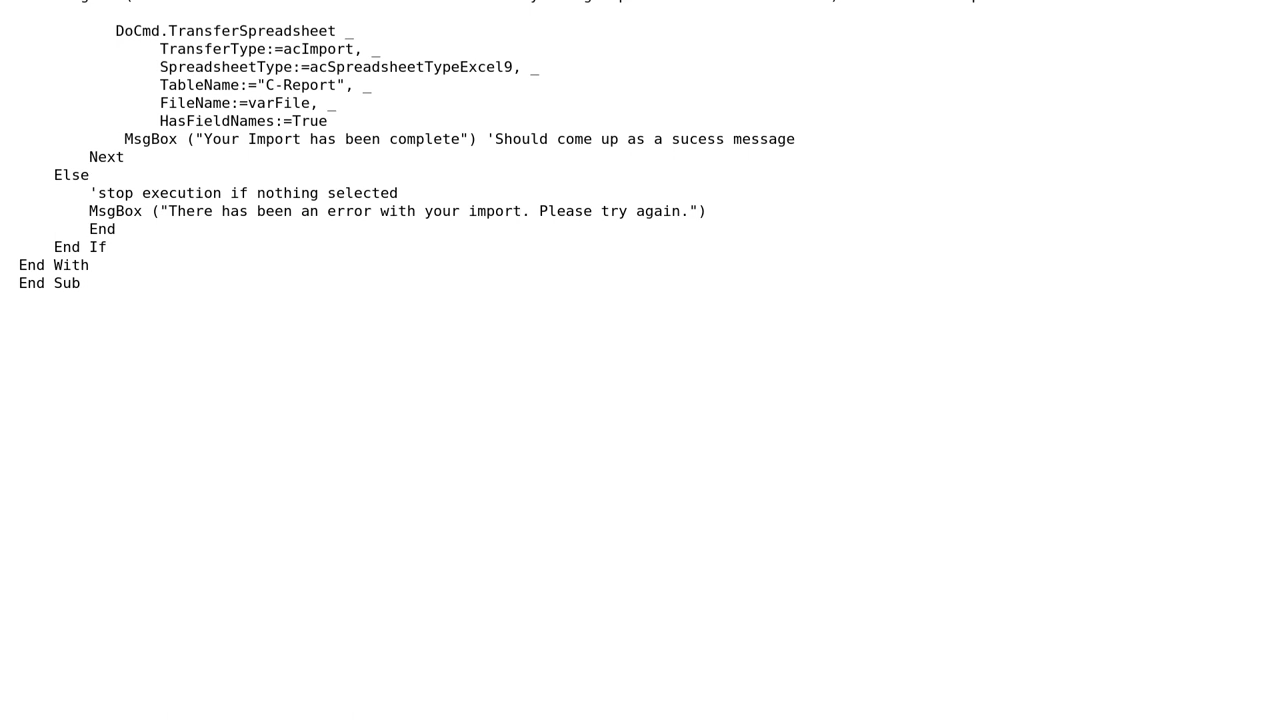 DoCmd.TransferSpreadsheet _
TransferType:=acImport, _
SpreadsheetType:=acSpreadsheetTypeExcel9, _
TableName:="C-Report", _
FileName:=varFile, _
HasFieldNames:=True
MsgBox ("Your Import has been complete") 'Should come up as a sucess message
Next
Else
'stop execution if nothing selected
MsgBox ("There has been an error with your import. Please try again.")
End
End If
End With
End Sub